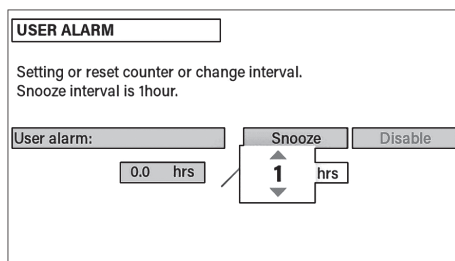 USER ALARM
Setting or reset counter or change interval.
Snooze interval is 1hour.
User alarm: Snooze Disable
0.0 hrs / 1 hrs